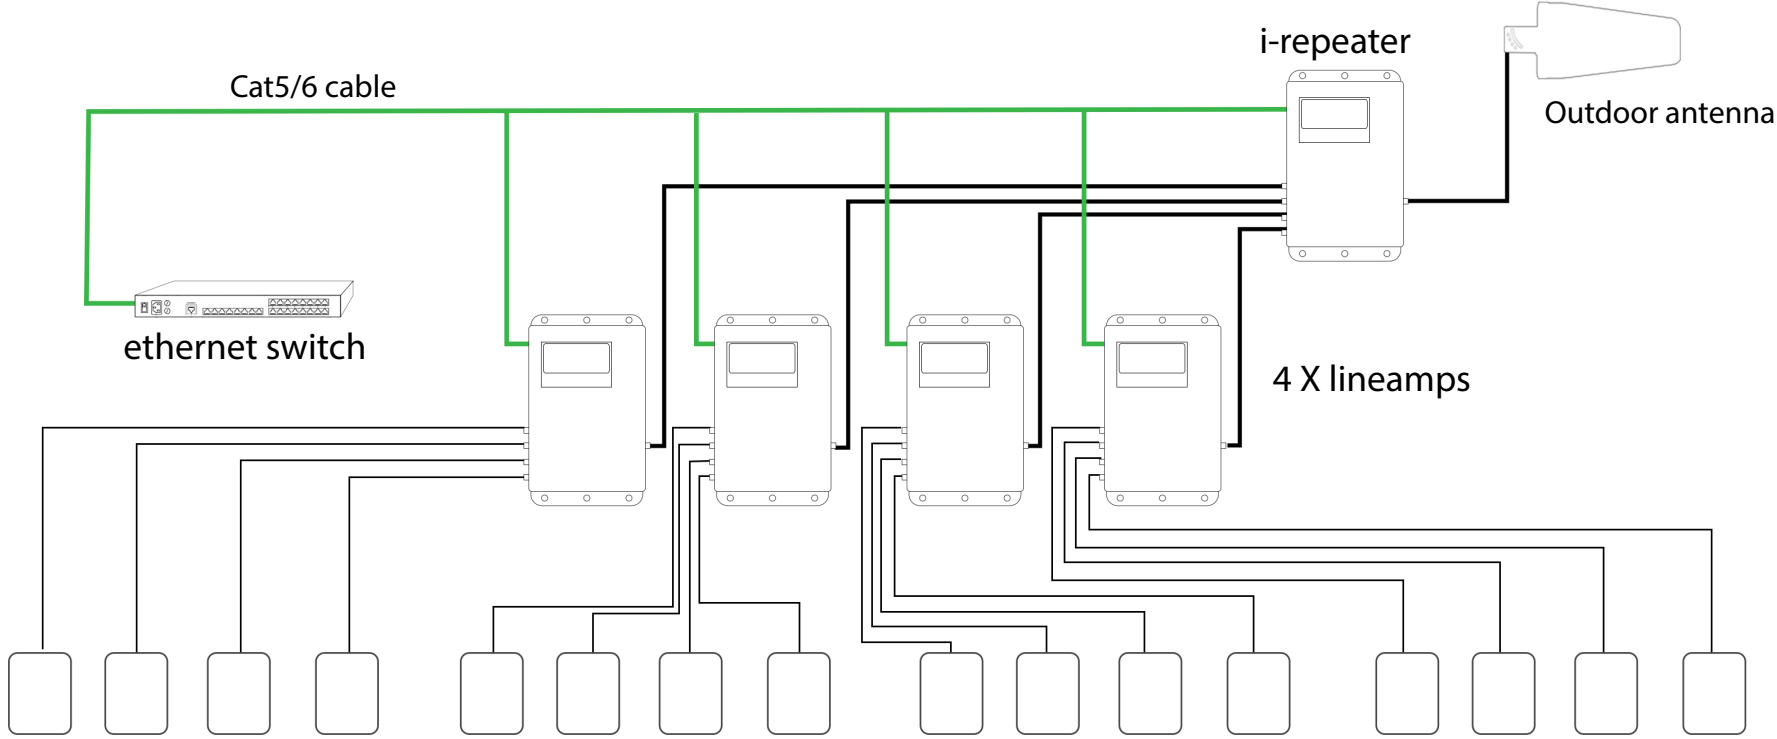 i-repeater
Cat5/6 cable
Outdoor antenna
ethernet switch
4 X lineamps